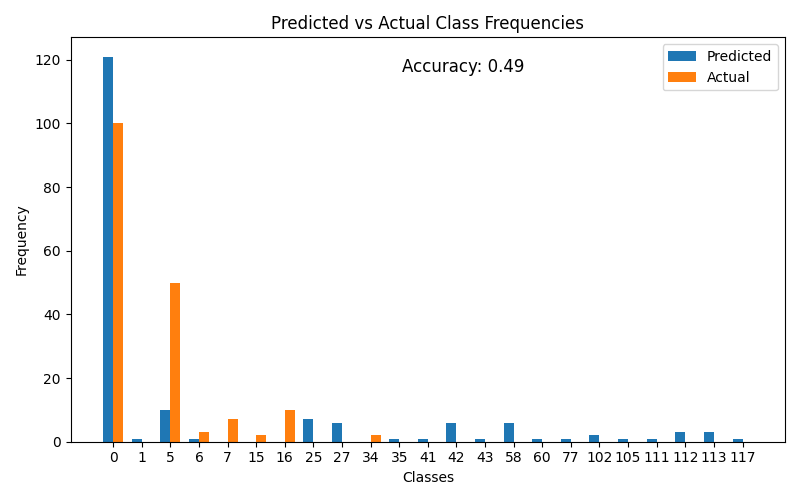 Predicted vs Actual Class Frequencies
Accuracy: 0.49
Predicted
Actual
Frequency
120
100
80
60
40
20
0
0 1 5 6 7 15 16 25 27 34 35 41 42 43 58 60 77 102 105 111 112 113 117
Classes